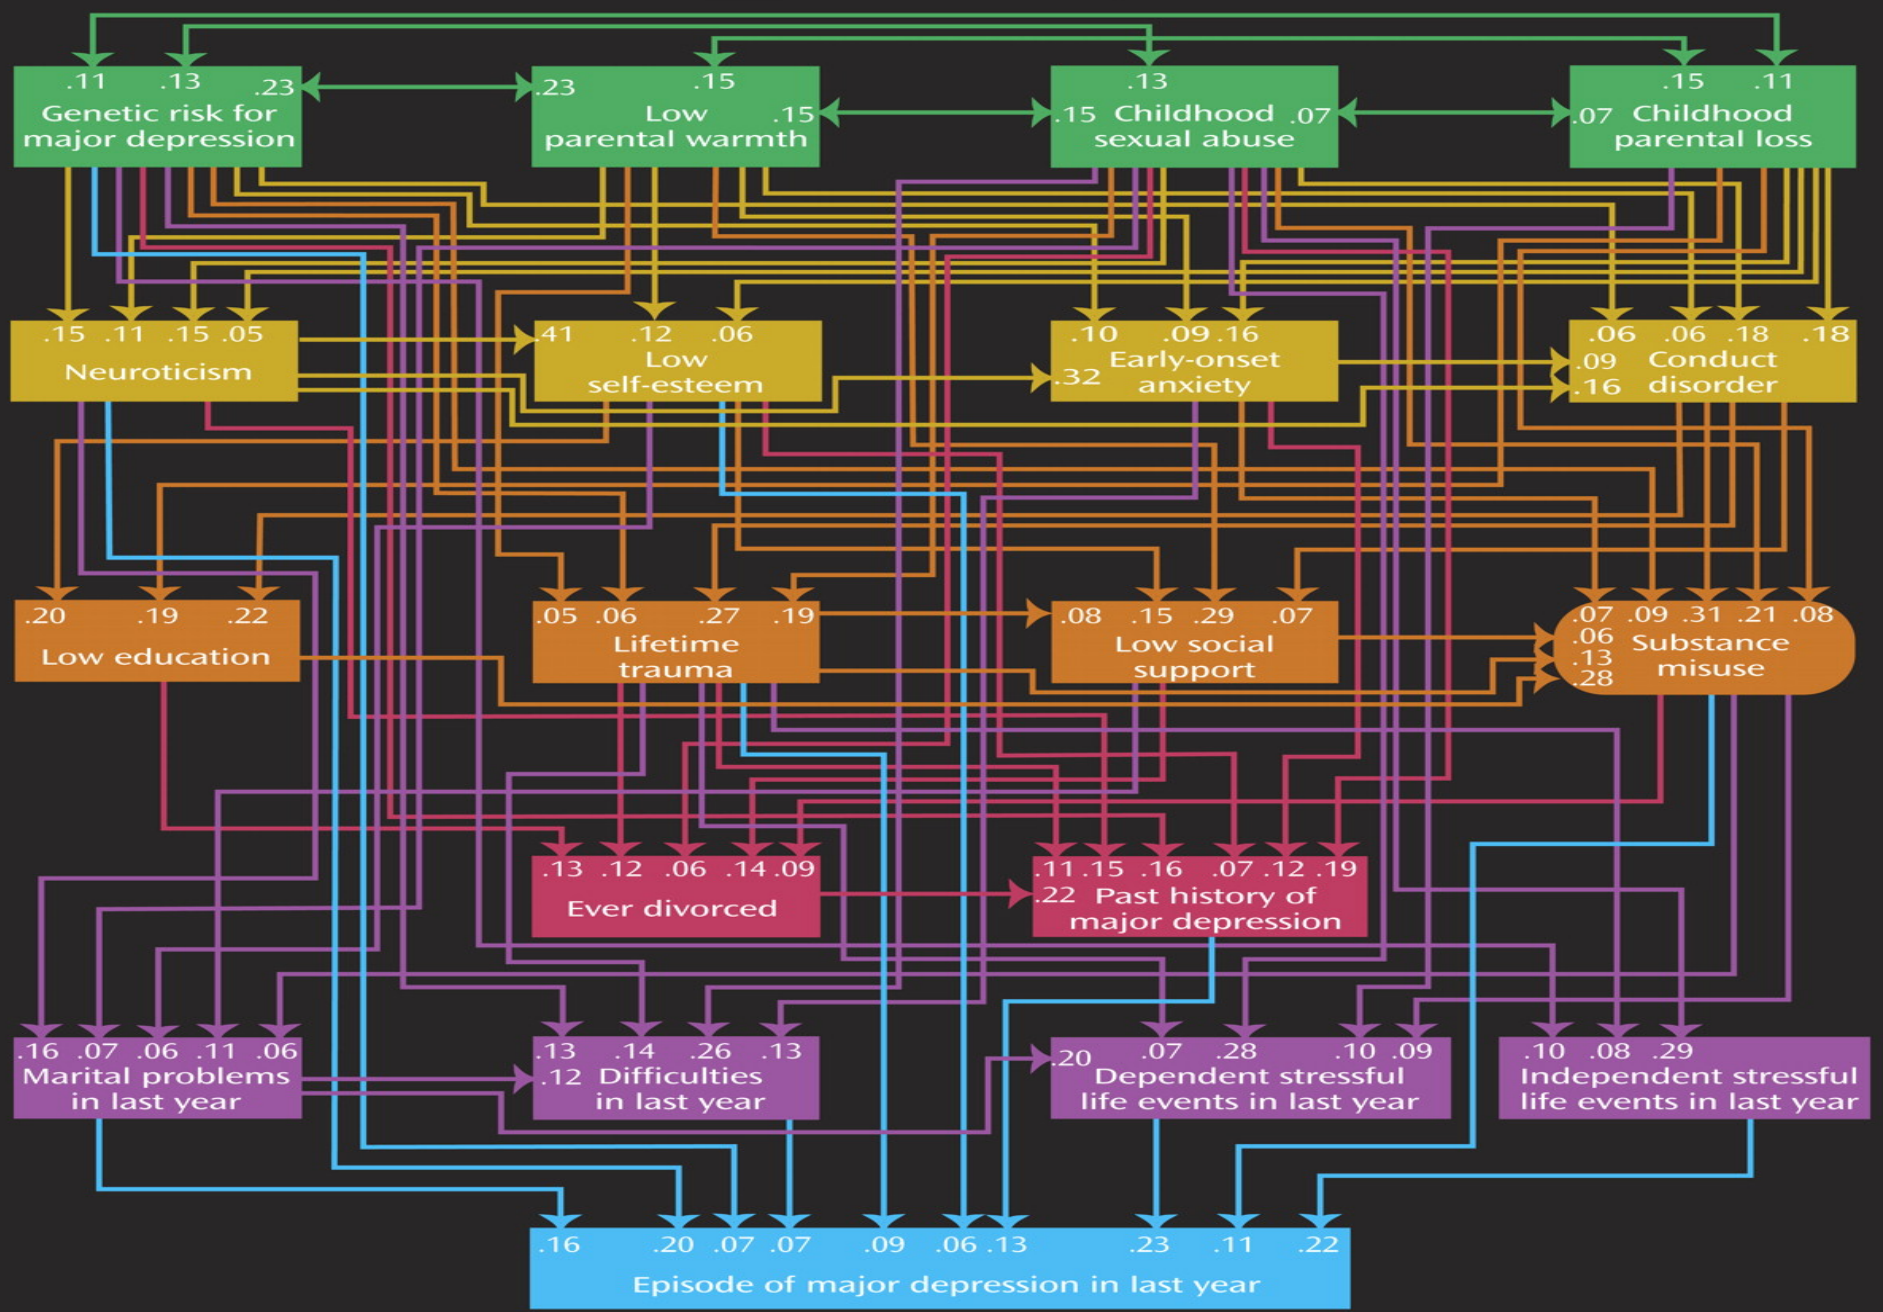 .11 .13 .23
Genetic risk for
major depression
.23 .15 .15
Low
parental warmth
.13
.15 Childhood .07
sexual abuse
.15 .11
.07 Childhood
parental loss
.15 .11 .15 .05
Neuroticism
.41 .12 .06
Low
self-esteem
.10 .09 .16
Early-onset
.32 anxiety
.06 .06 .18 .18
.09 Conduct
.16 disorder
.20 .19 .22
Low education
.05 .06 .27 .19
Lifetime
trauma
.08 .15 .29 .07
Low social
support
.07 .09 .31 .21 .08
.06 Substance
.13 misuse
.28
.13 .12 .06 .14 .09
Ever divorced
.11 .15 .16 .07 .12 .19
.22 Past history of
major depression
.16 .07 .06 .11 .06
Marital problems
in last year
.13 .14 .26 .13
.12 Difficulties
in last year
.20 .07 .28 .10 .09
Dependent stressful
life events in last year
.10 .08 .29
Independent stressful
life events in last year
.16 .20 .07 .07 .09 .06 .13 .23 .11 .22
Episode of major depression in last year